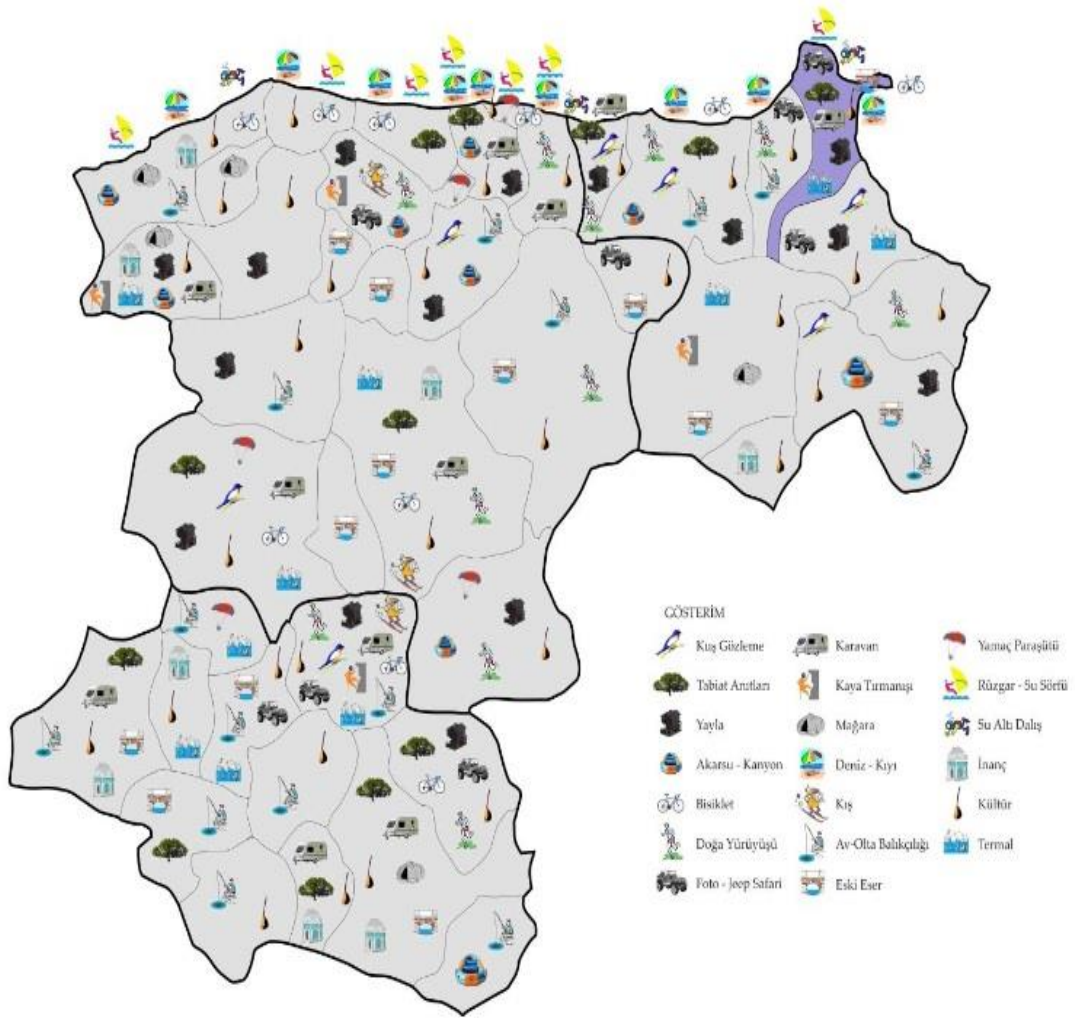 GÖSTERİM
Kuş Gözleme
Karavan
Yamaç Paraşütü
Tabiat Anıtları
Kaya Tırmanışı
Rüzgar - Su Sörfü
Yayla
Mağara
Su Altı Dalış
Akarsu - Kanyon
Deniz - Kıyı
İnanç
Bisiklet
Kış
Kültür
Doğa Yürüyüşü
Av-Olta Balıkçılığı
Termal
Foto - Jeep Safari
Eski Eser